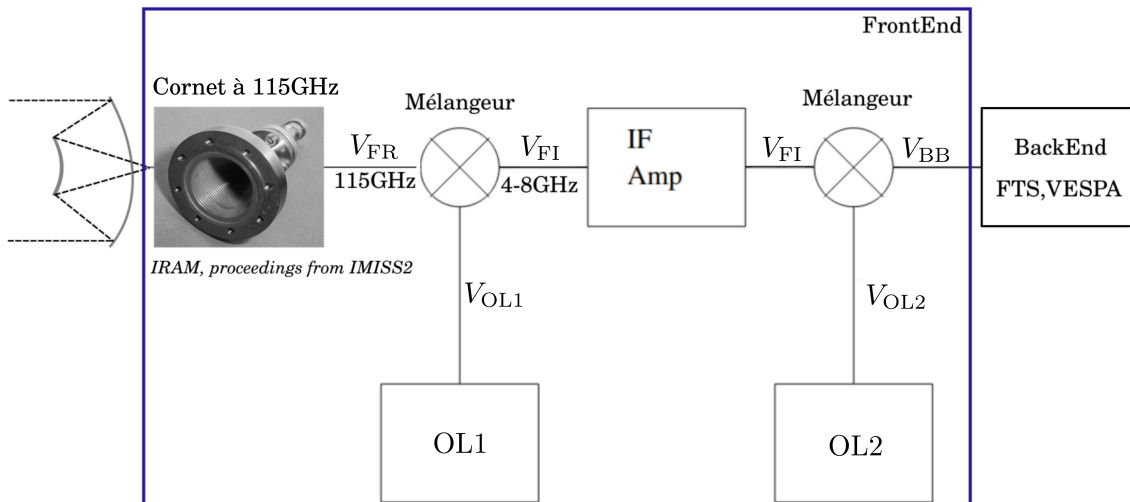 FrontEnd
Cornet à 115GHz
IRAM, proceedings from IMISS2
V_FR
115GHz
Mélangeur
V_FI
4-8GHz
IF
Amp
V_FI
Mélangeur
V_BB
BackEnd
FTS,VESPA
V_OL1
V_OL2
OL1
OL2